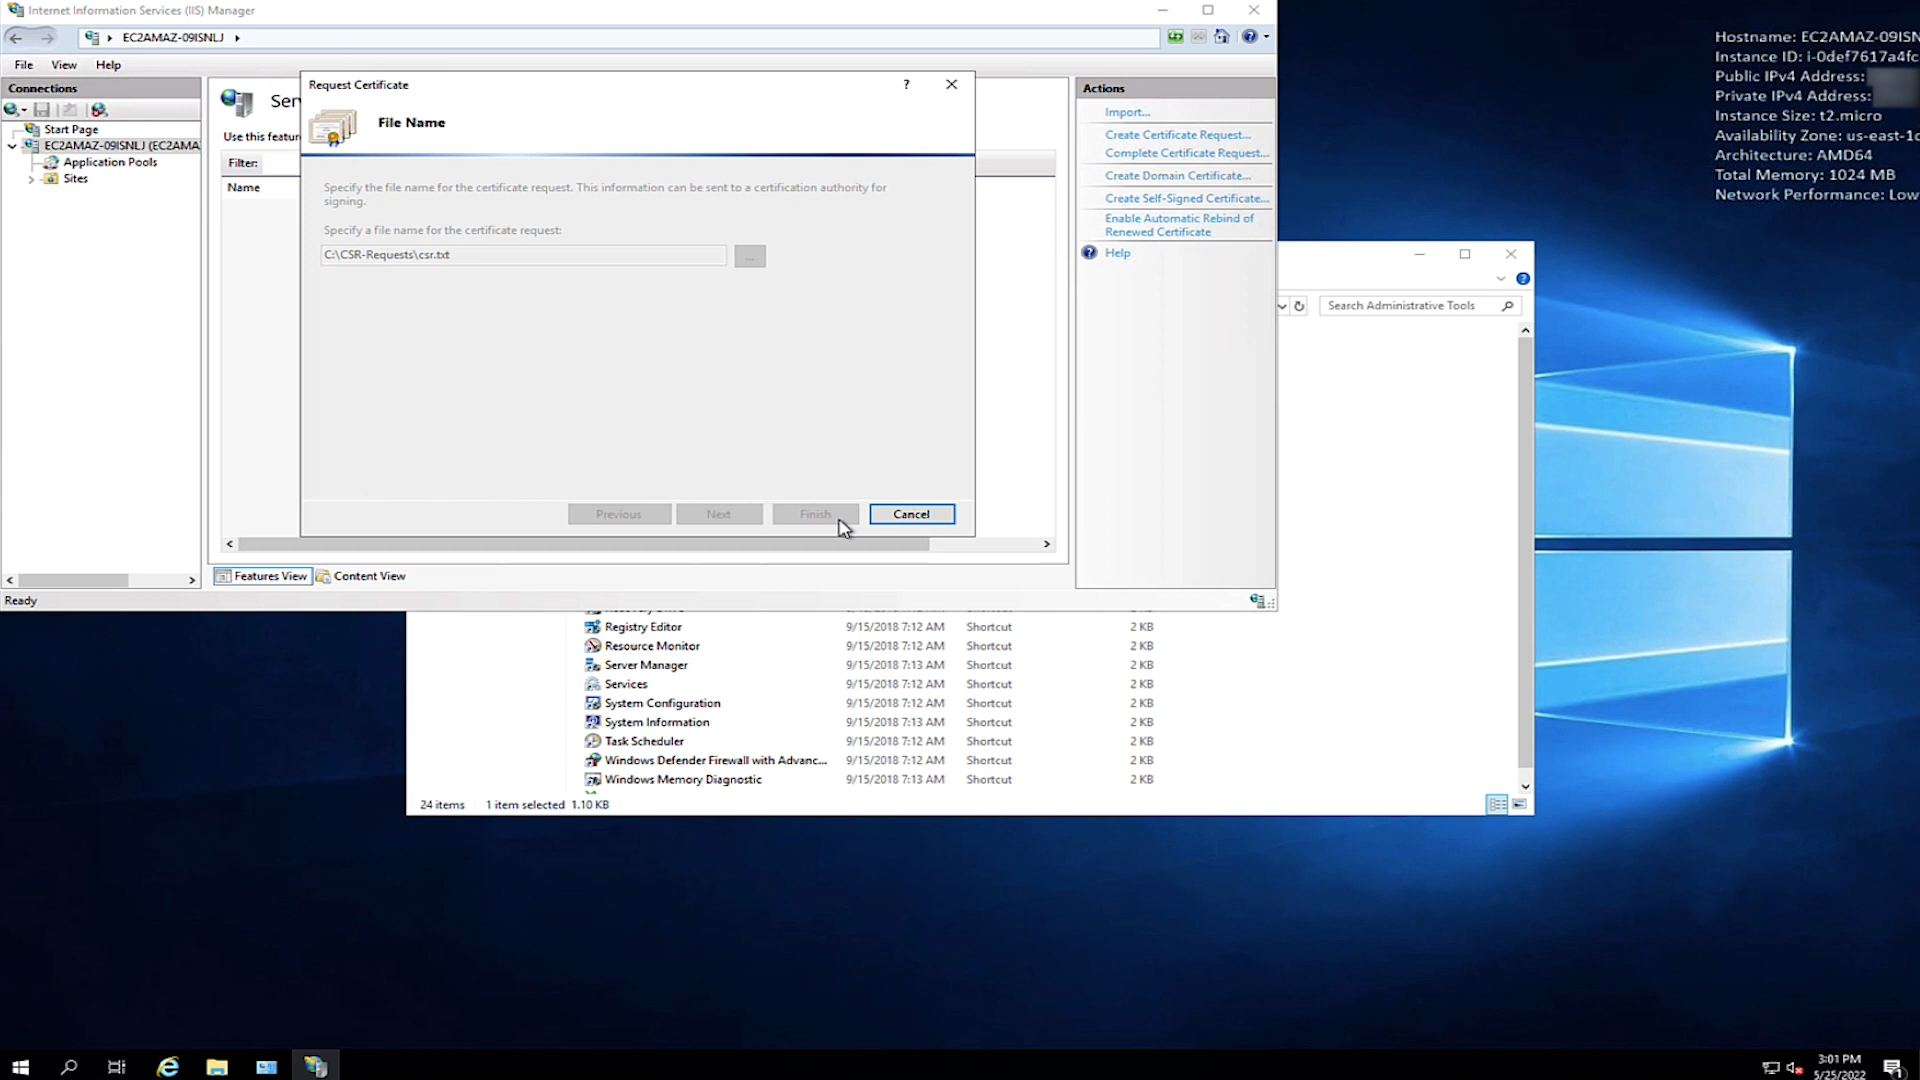 Internet Information Services (IIS) Manager
EC2AMAZ-09ISNLJ
File View Help
Connections
Start Page
EC2AMAZ-09ISNLJ (EC2AMA
Application Pools
Sites
Ser
Use this featur
Filter:
Name
Request Certificate
?
File Name
Specify the file name for the certificate request. This information can be sent to a certification authority for
signing.
Specify a file name for the certificate request:
C:\CSR-Requests\csr.txt
...
Previous
Next
Finish
Cancel
Features View
Content View
Ready
Actions
Import...
Create Certificate Request...
Complete Certificate Request...
Create Domain Certificate...
Create Self-Signed Certificate...
Enable Automatic Rebind of
Renewed Certificate
Help
Hostname: EC2AMAZ-09ISN
Instance ID: i-0def7617a4fc
Public IPv4 Address:
Private IPv4 Address:
Instance Size: t2.micro
Availability Zone: us-east-1c
Architecture: AMD64
Total Memory: 1024 MB
Network Performance: Low
Search Administrative Tools
Registry Editor 9/15/2018 7:12 AM Shortcut 2 KB
Resource Monitor 9/15/2018 7:12 AM Shortcut 2 KB
Server Manager 9/15/2018 7:13 AM Shortcut 2 KB
Services 9/15/2018 7:12 AM Shortcut 2 KB
System Configuration 9/15/2018 7:12 AM Shortcut 2 KB
System Information 9/15/2018 7:13 AM Shortcut 2 KB
Task Scheduler 9/15/2018 7:12 AM Shortcut 2 KB
Windows Defender Firewall with Advanc... 9/15/2018 7:12 AM Shortcut 2 KB
Windows Memory Diagnostic 9/15/2018 7:13 AM Shortcut 2 KB
24 items 1 item selected 1.10 KB
3:01 PM
5/25/2022